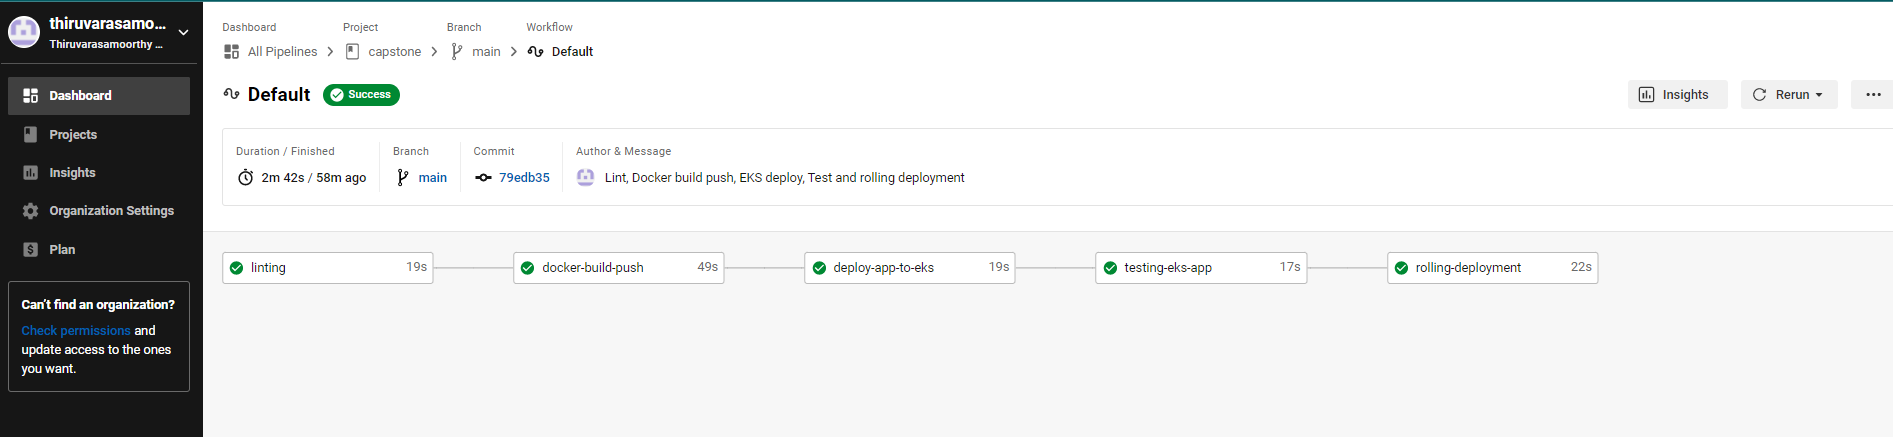 thiruvarasamo...
Thiruvarasamoorthy ...
Dashboard
Projects
Insights
Organization Settings
Plan
Can't find an organization?
Check permissions and
update access to the ones
you want.
Dashboard Project Branch Workflow
All Pipelines capstone main Default
Default Success Insights Rerun
Duration / Finished Branch Commit Author & Message
2m 42s / 58m ago main 79edb35 Lint, Docker build push, EKS deploy, Test and rolling deployment
linting 19s docker-build-push 49s deploy-app-to-eks 19s testing-eks-app 17s rolling-deployment 22s